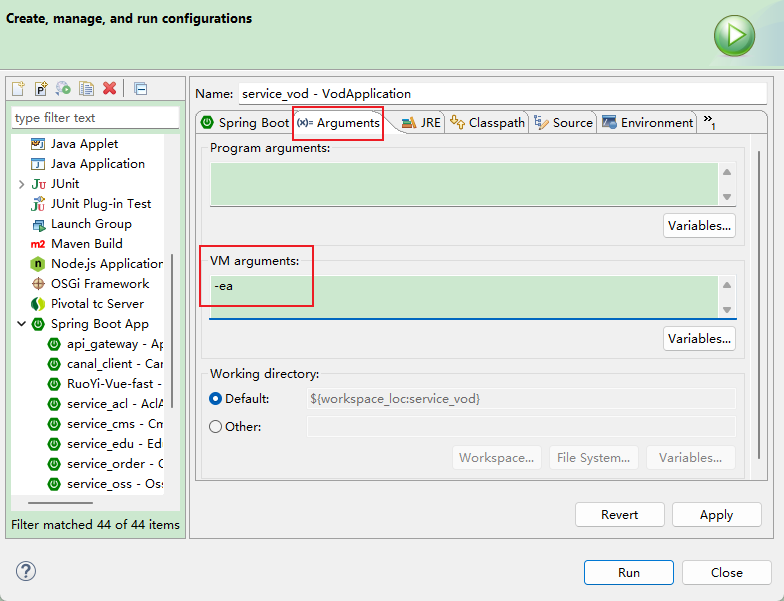 Create, manage, and run configurations
type filter text
Java Applet
Java Application
JUnit
JUnit Plug-in Test
Launch Group
Maven Build
Node.js Application
OSGi Framework
Pivotal tc Server
Spring Boot App
api_gateway - Ap
canal_client - Can
RuoYi-Vue-fast -
service_acl - AclA
service_cms - Cm
service_edu - Ed
service_order - O
service_oss - Oss
Filter matched 44 of 44 items
Name: service_vod - VodApplication
Spring Boot (x)= Arguments JRE Classpath Source Environment »1
Program arguments:
Variables...
VM arguments:
-ea
Variables...
Working directory:
Default: ${workspace_loc:service_vod}
Other:
Workspace... File System... Variables...
Revert Apply
Run Close